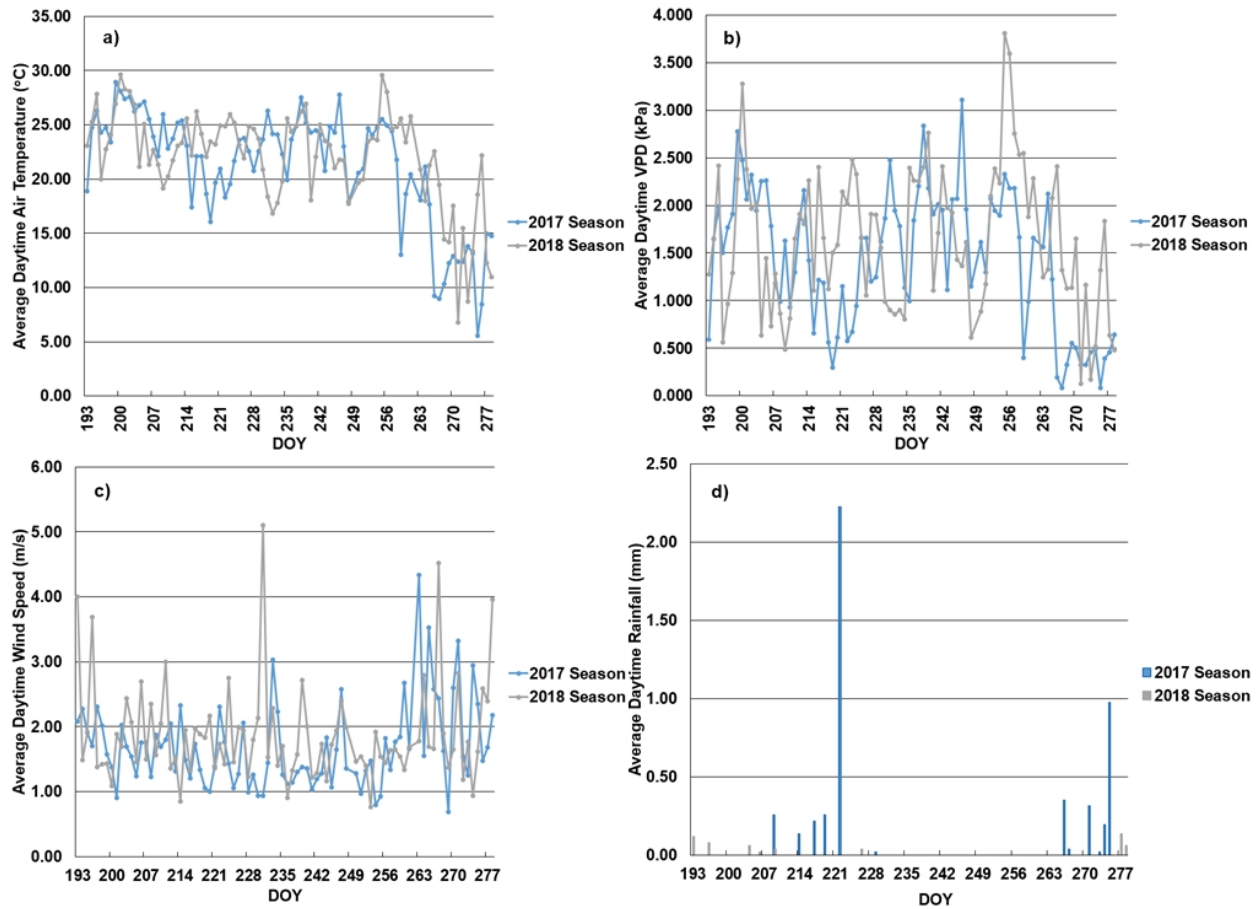 a)
Average Daytime Air Temperature (°C)
35.00
30.00
25.00
20.00
15.00
10.00
5.00
0.00
193 200 207 214 221 228 235 242 249 256 263 270 277
DOY
2017 Season
2018 Season
b)
Average Daytime VPD (kPa)
4.000
3.500
3.000
2.500
2.000
1.500
1.000
0.500
0.000
193 200 207 214 221 228 235 242 249 256 263 270 277
DOY
2017 Season
2018 Season
c)
Average Daytime Wind Speed (m/s)
6.00
5.00
4.00
3.00
2.00
1.00
0.00
193 200 207 214 221 228 235 242 249 256 263 270 277
DOY
2017 Season
2018 Season
d)
Average Daytime Rainfall (mm)
2.50
2.00
1.50
1.00
0.50
0.00
193 200 207 214 221 228 235 242 249 256 263 270 277
DOY
2017 Season
2018 Season